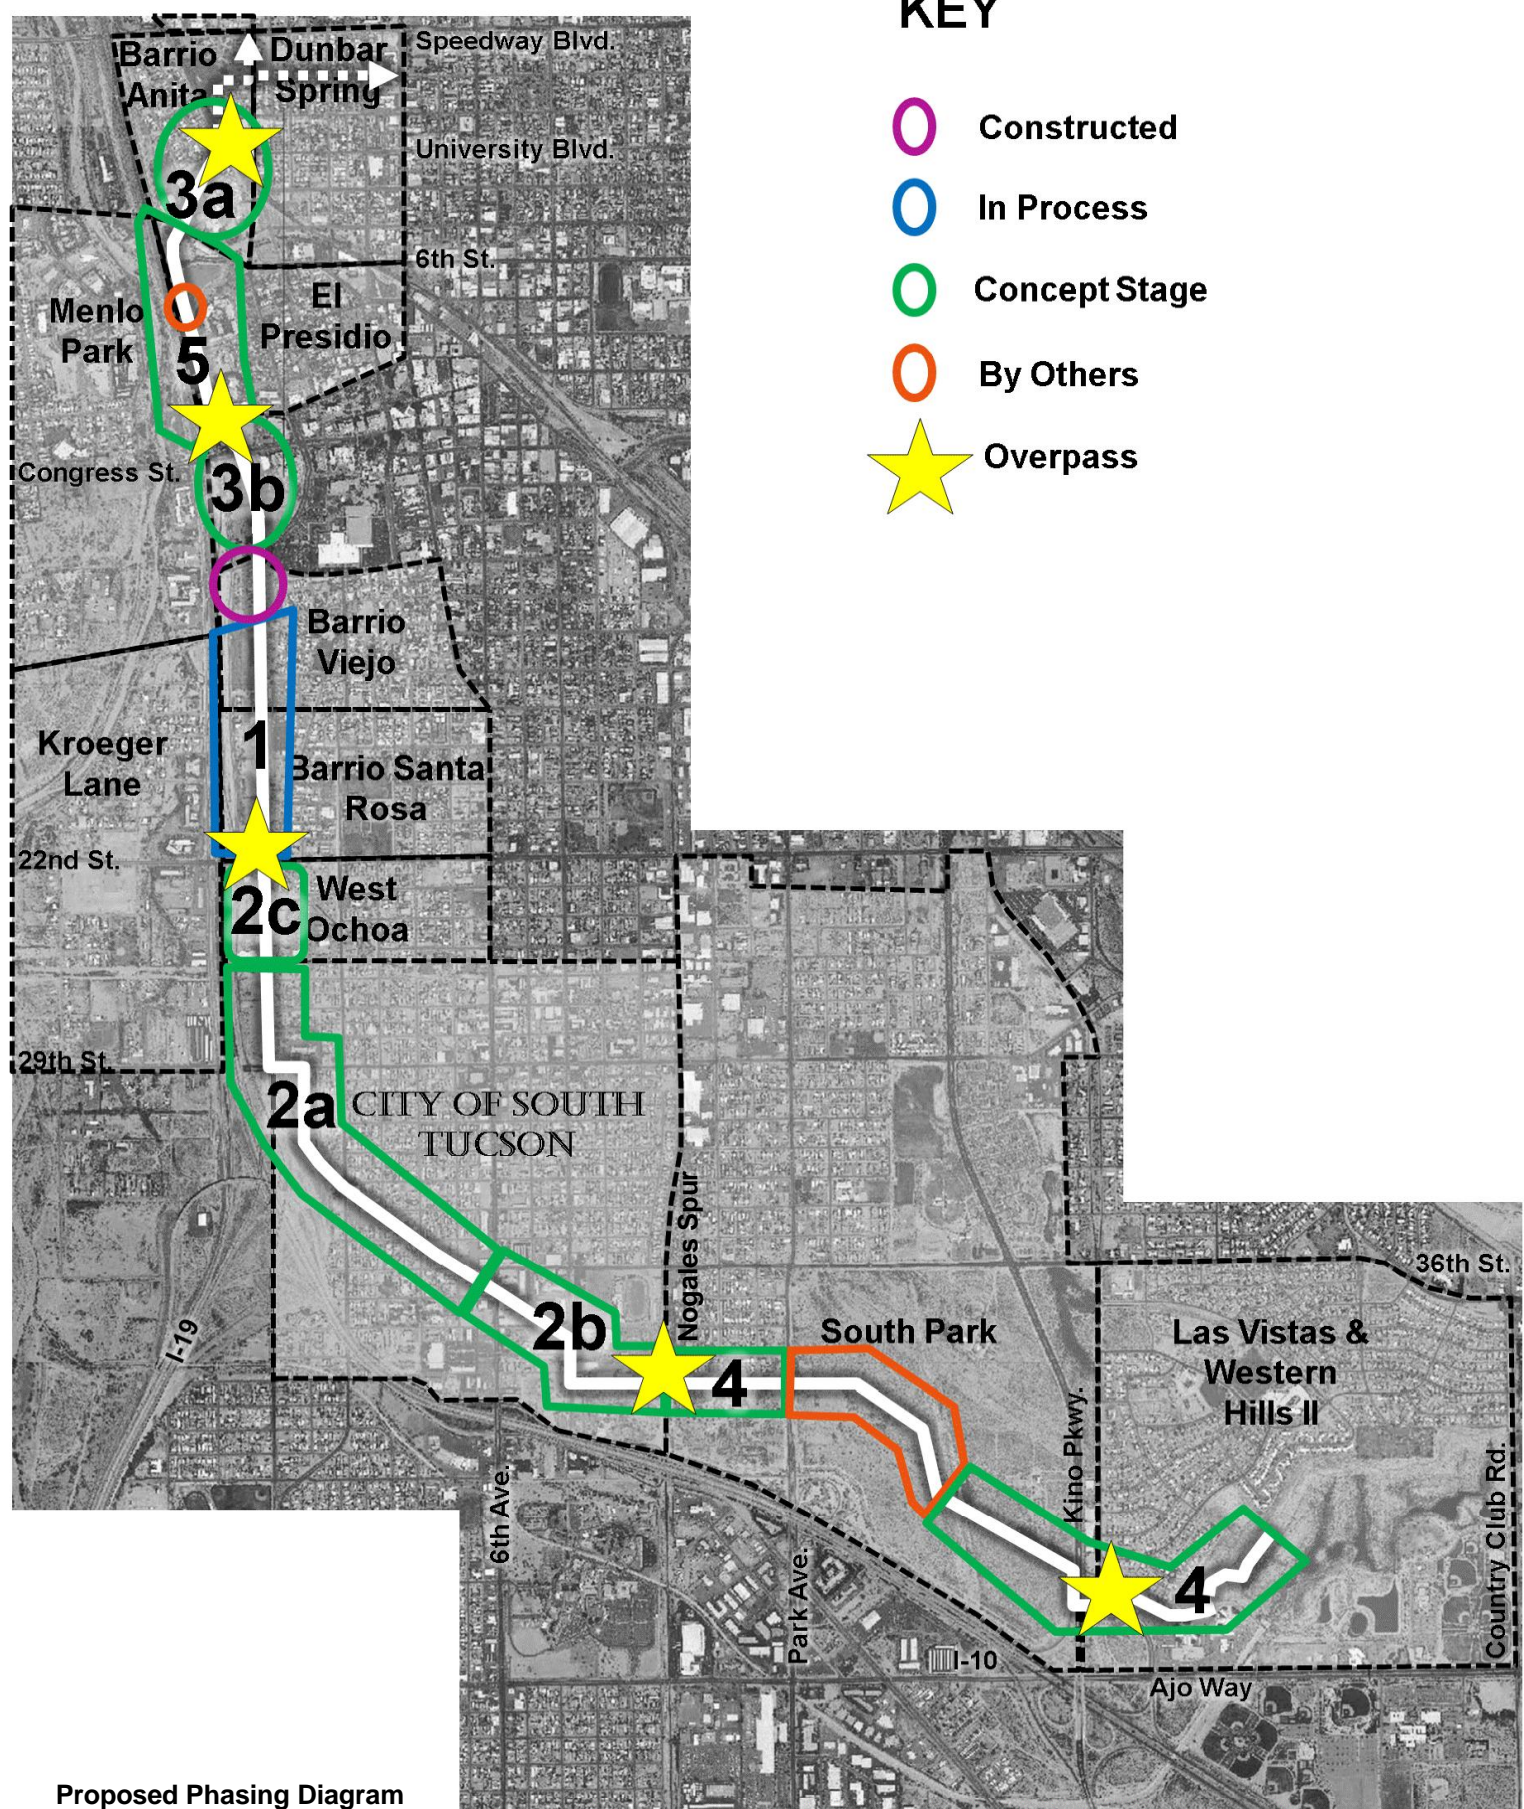 KEY
Constructed
In Process
Concept Stage
By Others
Overpass
Barrio
Anita
Dunbar
Spring
Speedway Blvd.
University Blvd.
3a
6th St.
Menlo
Park
El
Presidio
5
Congress St.
3b
Barrio
Viejo
Kroeger
Lane
1
Barrio Santa
Rosa
22nd St.
2c
West
Ochoa
29th St.
2a
CITY OF SOUTH
TUCSON
Nogales Spur
I-19
2b
4
South Park
36th St.
Las Vistas &
Western
Hills II
Kino Pkwy.
Country Club Rd.
4
6th Ave.
Park Ave.
I-10
Ajo Way
Proposed Phasing Diagram